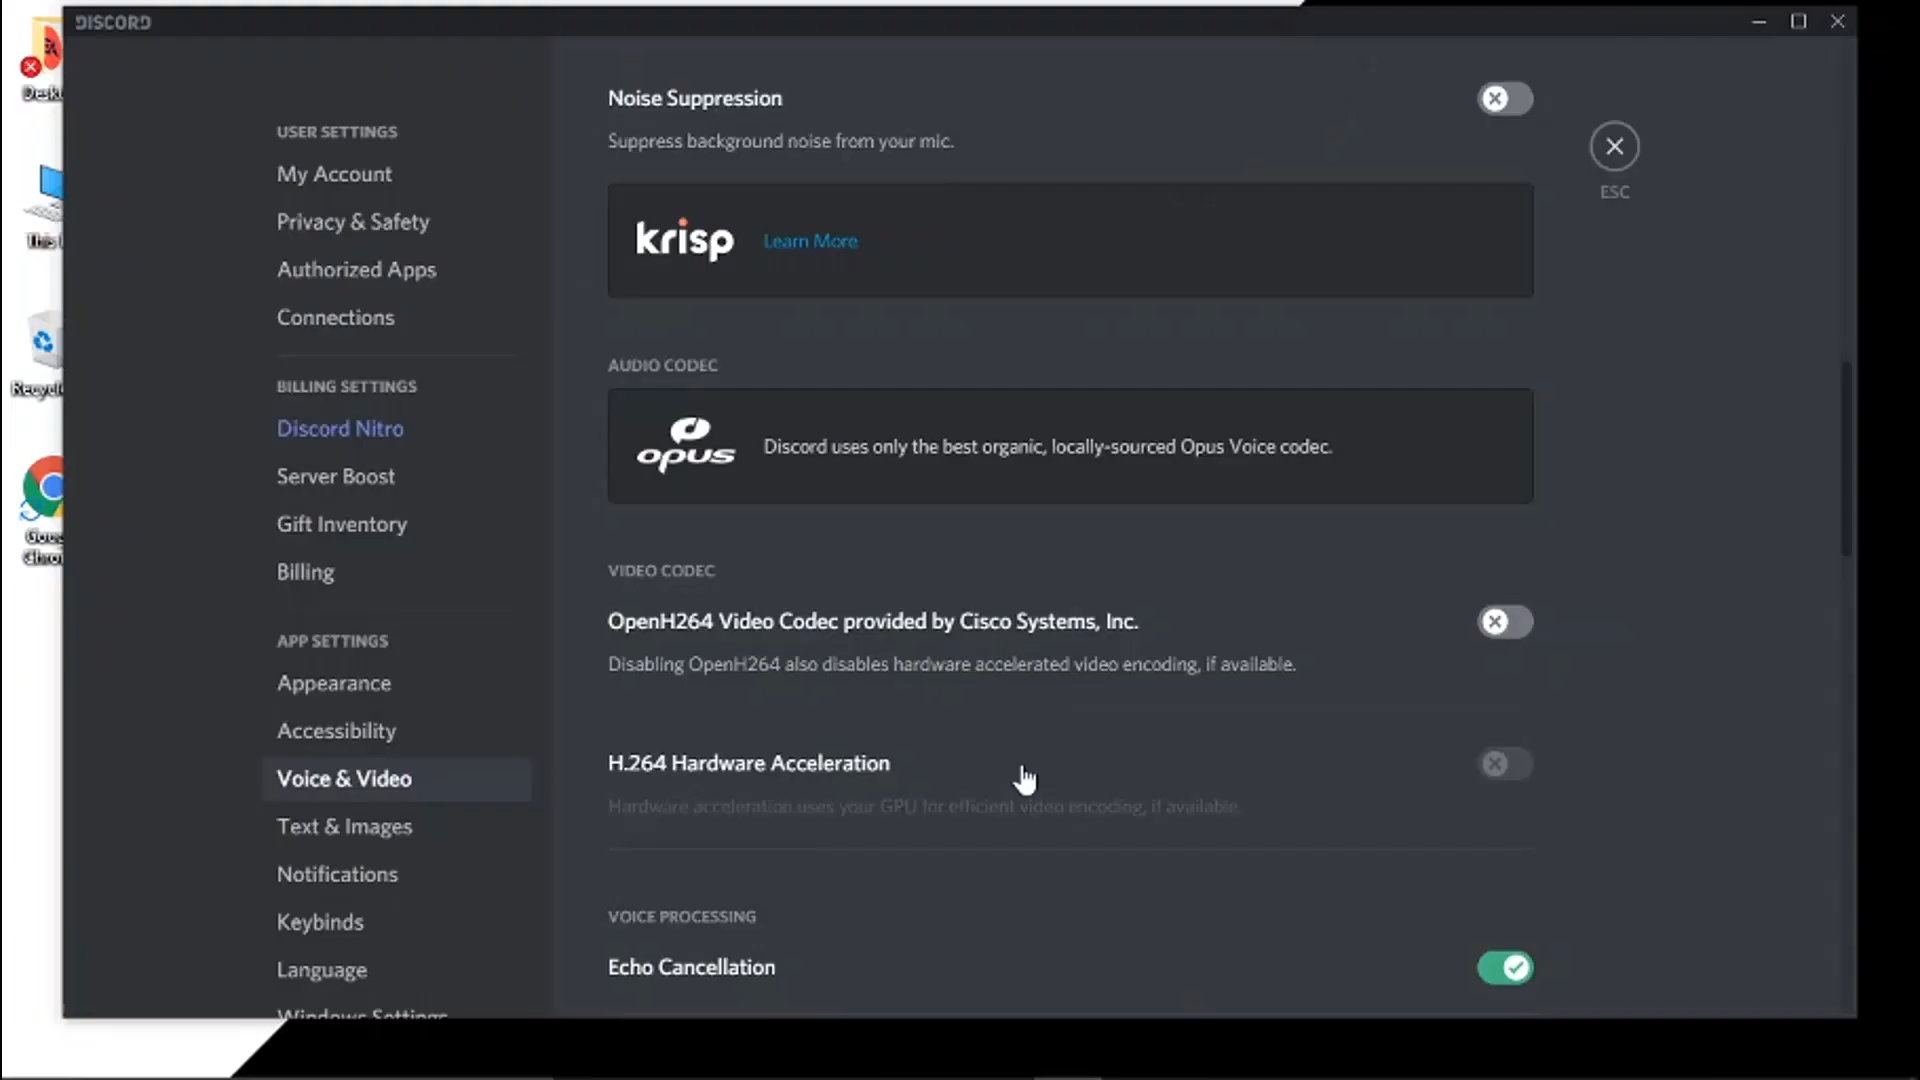 DISCORD
USER SETTINGS
My Account
Privacy & Safety
Authorized Apps
Connections
BILLING SETTINGS
Discord Nitro
Server Boost
Gift Inventory
Billing
APP SETTINGS
Appearance
Accessibility
Voice & Video
Text & Images
Notifications
Keybinds
Language
Windows Settings
Noise Suppression
Suppress background noise from your mic.
krisp Learn More
AUDIO CODEC
opus Discord uses only the best organic, locally-sourced Opus Voice codec.
VIDEO CODEC
OpenH264 Video Codec provided by Cisco Systems, Inc.
Disabling OpenH264 also disables hardware accelerated video encoding, if available.
H.264 Hardware Acceleration
Hardware acceleration uses your GPU for efficient video encoding, if available.
VOICE PROCESSING
Echo Cancellation
ESC